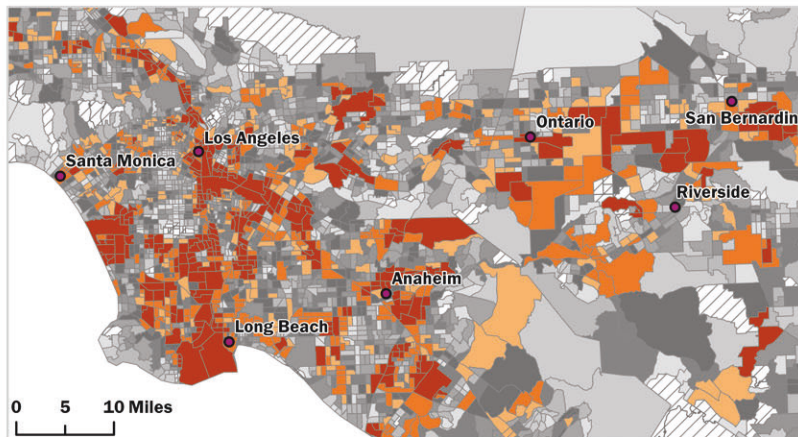 Los Angeles
Santa Monica
Ontario
San Bernardin
Riverside
Anaheim
Long Beach
0 5 10 Miles